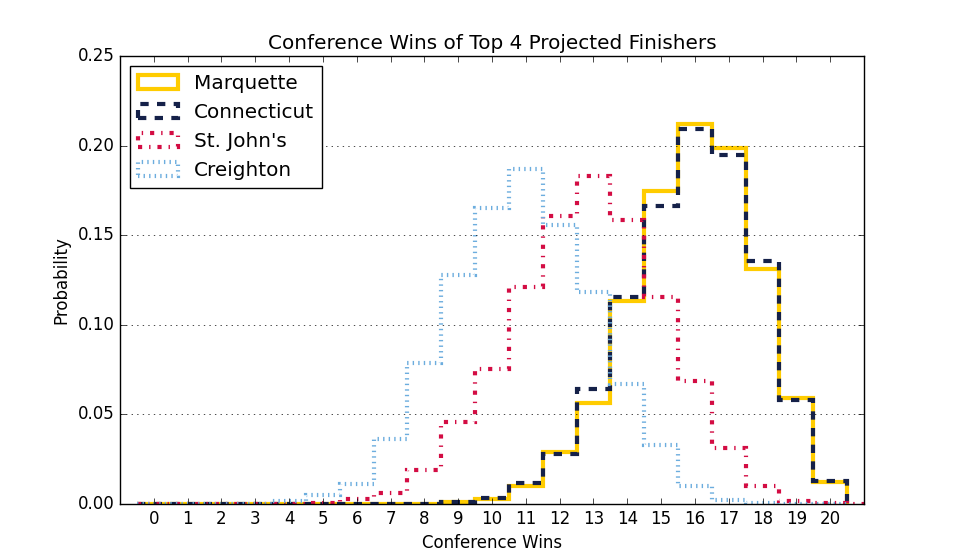 Conference Wins of Top 4 Projected Finishers
0.25
0.20
0.15
0.10
0.05
0.00
Probability
Marquette
Connecticut
St. John's
Creighton
0 1 2 3 4 5 6 7 8 9 10 11 12 13 14 15 16 17 18 19 20
Conference Wins